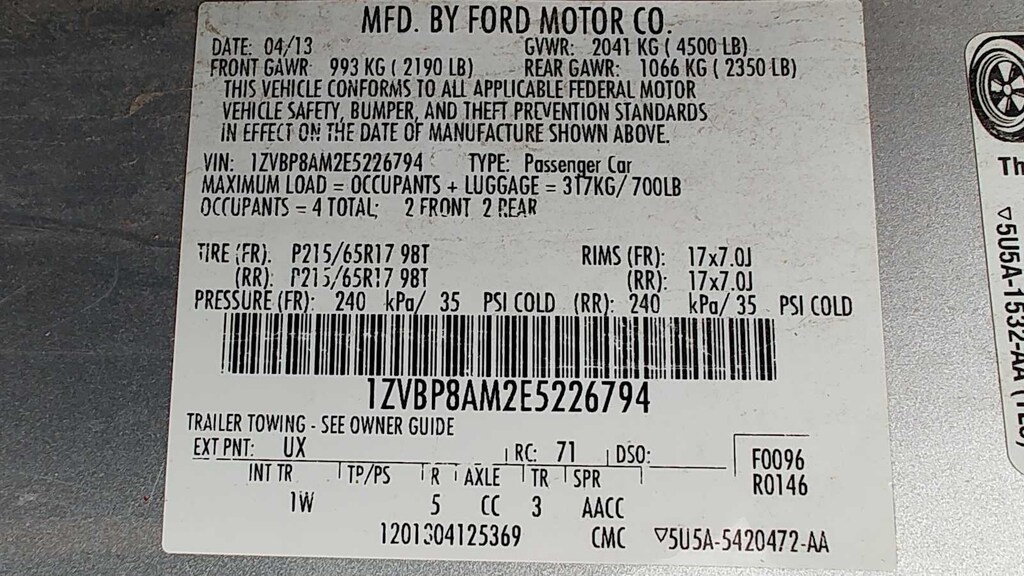 MFD. BY FORD MOTOR CO.
DATE: 04/13 GVWR: 2041 KG ( 4500 LB)
FRONT GAWR: 993 KG ( 2190 LB) REAR GAWR: 1066 KG ( 2350 LB)
THIS VEHICLE CONFORMS TO ALL APPLICABLE FEDERAL MOTOR
VEHICLE SAFETY, BUMPER, AND THEFT PREVENTION STANDARDS
IN EFFECT ON THE DATE OF MANUFACTURE SHOWN ABOVE.
VIN: 1ZVBP8AM2E5226794 TYPE: Passenger Car
MAXIMUM LOAD = OCCUPANTS + LUGGAGE = 317KG/ 700LB
OCCUPANTS = 4 TOTAL; 2 FRONT 2 REAR
TIRE (FR): P215/65R17 98T RIMS (FR): 17x7.0J
(RR): P215/65R17 98T (RR): 17x7.0J
PRESSURE (FR): 240 kPa/ 35 PSI COLD (RR): 240 kPa/ 35 PSI COLD
1ZVBP8AM2E5226794
TRAILER TOWING - SEE OWNER GUIDE
EXT PNT: UX RC: 71 DSO:
F0096
R0146
INT TR TP/PS R AXLE TR SPR
1W 5 CC 3 AACC
1201304125369 CMC ▽5U5A-5420472-AA
▽5U5A-1532-AA